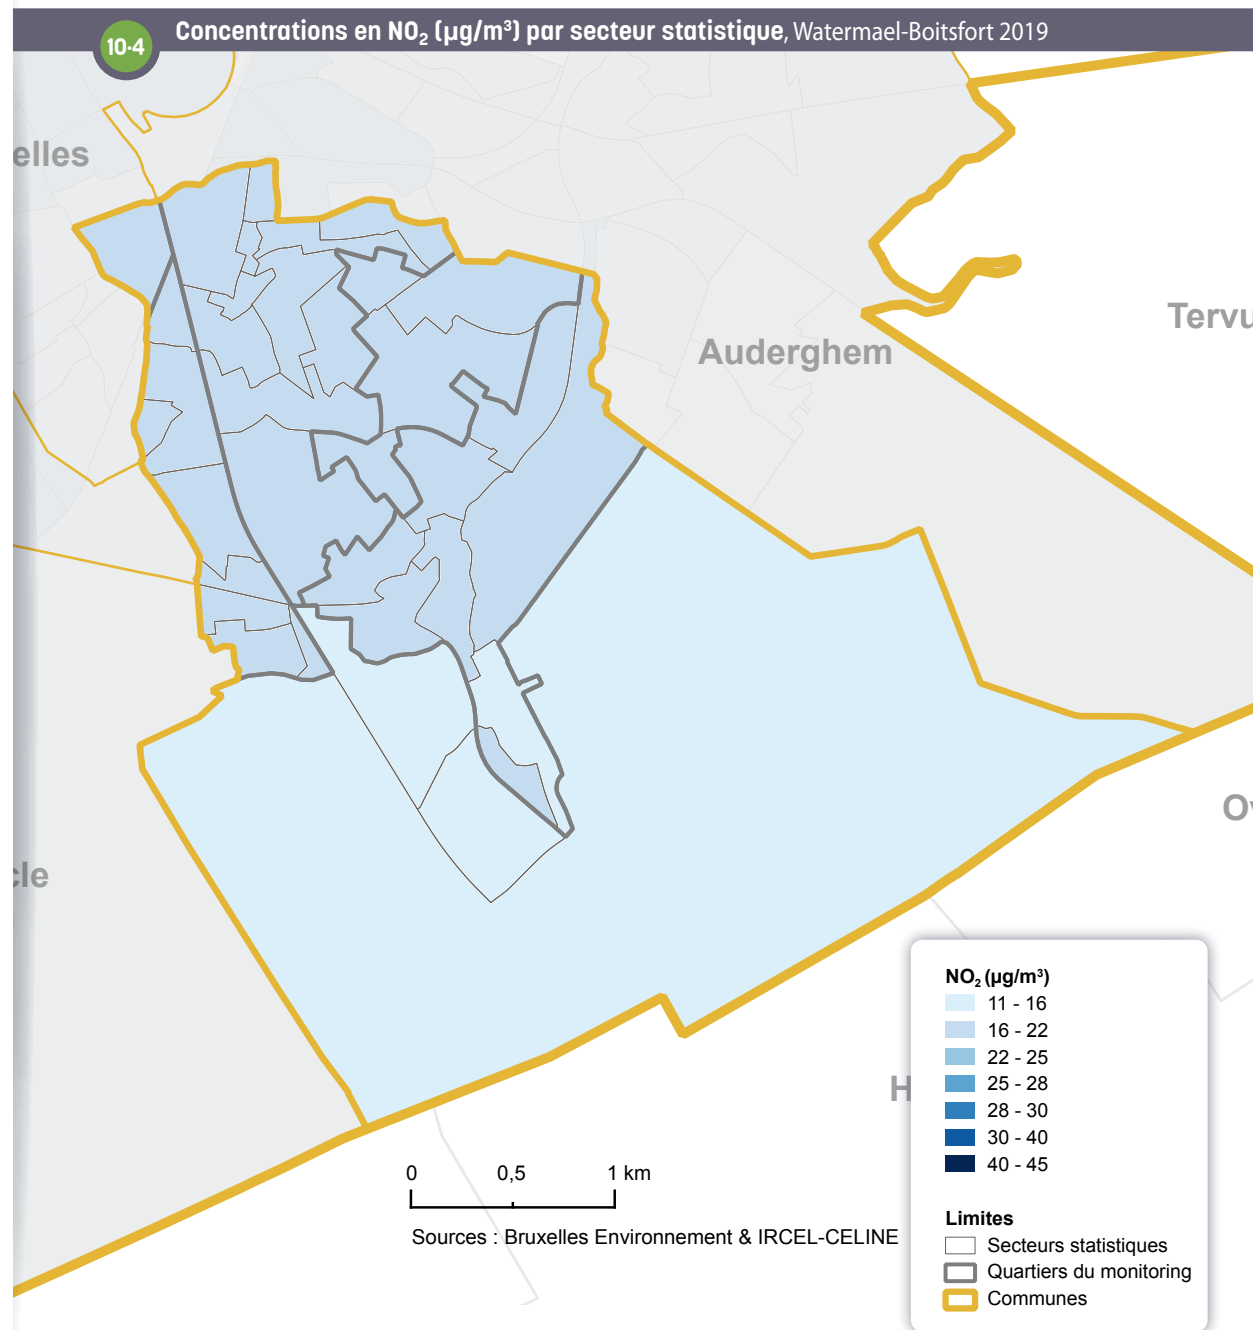 10·4
Concentrations en NO₂ (µg/m³) par secteur statistique, Watermael-Boitsfort 2019
elles
Tervu
Auderghem
Ov
cle
H
NO₂ (µg/m³)
11 - 16
16 - 22
22 - 25
25 - 28
28 - 30
30 - 40
40 - 45
Limites
Secteurs statistiques
Quartiers du monitoring
Communes
0 0,5 1 km
Sources : Bruxelles Environnement & IRCEL-CELINE